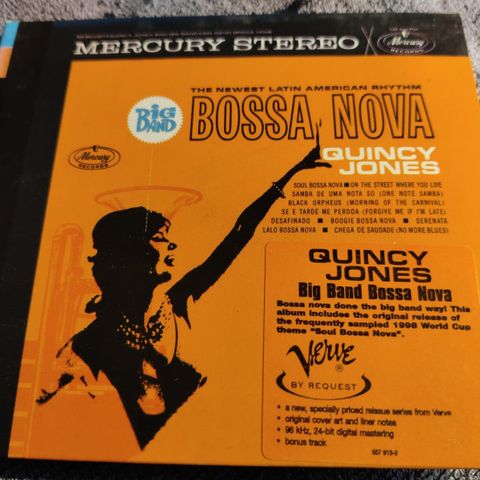 MERCURY STEREO
Mercury
THE NEWEST LATIN AMERICAN RHYTHM
BIG BAND
BOSSA NOVA
Mercury
RECORDS
QUINCY
JONES
SOUL BOSSA NOVA ■ ON THE STREET WHERE YOU LIVE
SAMBA DE UMA NOTA SO (ONE NOTE SAMBA)
BLACK ORPHEUS (MORNING OF THE CARNIVAL)
SE E TARDE ME PERDOA (FORGIVE ME IF I'M LATE)
DESAFINADO ■ BOOGIE BOSSA NOVA ■ SERENATA
LALO BOSSA NOVA ■ CHEGA DE SAUDADE (NO MORE BLUES)
QUINCY
JONES
Big Band Bossa Nova
Bossa nova done the big band way! This
album includes the original release of
the frequently sampled 1998 World Cup
theme "Soul Bossa Nova".
Verve
®
BY REQUEST
• a new, specially priced reissue series from Verve
• original cover art and liner notes
• 96 kHz, 24-bit digital mastering
• bonus track
557 913-2